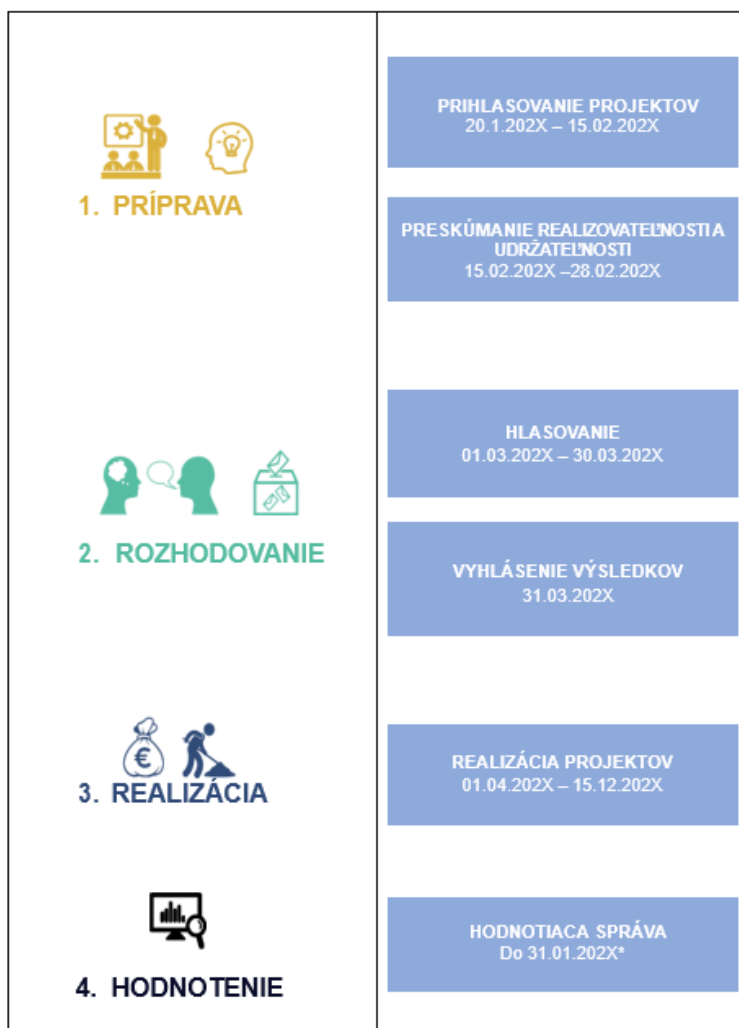 PRIHLASOVANIE PROJEKTOV
20.1.202X – 15.02.202X
1. PRÍPRAVA
PRESKÚMANIE REALIZOVATEĽNOSTI A
UDRŽATEĽNOSTI
15.02.202X –28.02.202X
HLASOVANIE
01.03.202X – 30.03.202X
2. ROZHODOVANIE
VYHLÁSENIE VÝSLEDKOV
31.03.202X
€
3. REALIZÁCIA
REALIZÁCIA PROJEKTOV
01.04.202X – 15.12.202X
4. HODNOTENIE
HODNOTIACA SPRÁVA
Do 31.01.202X*